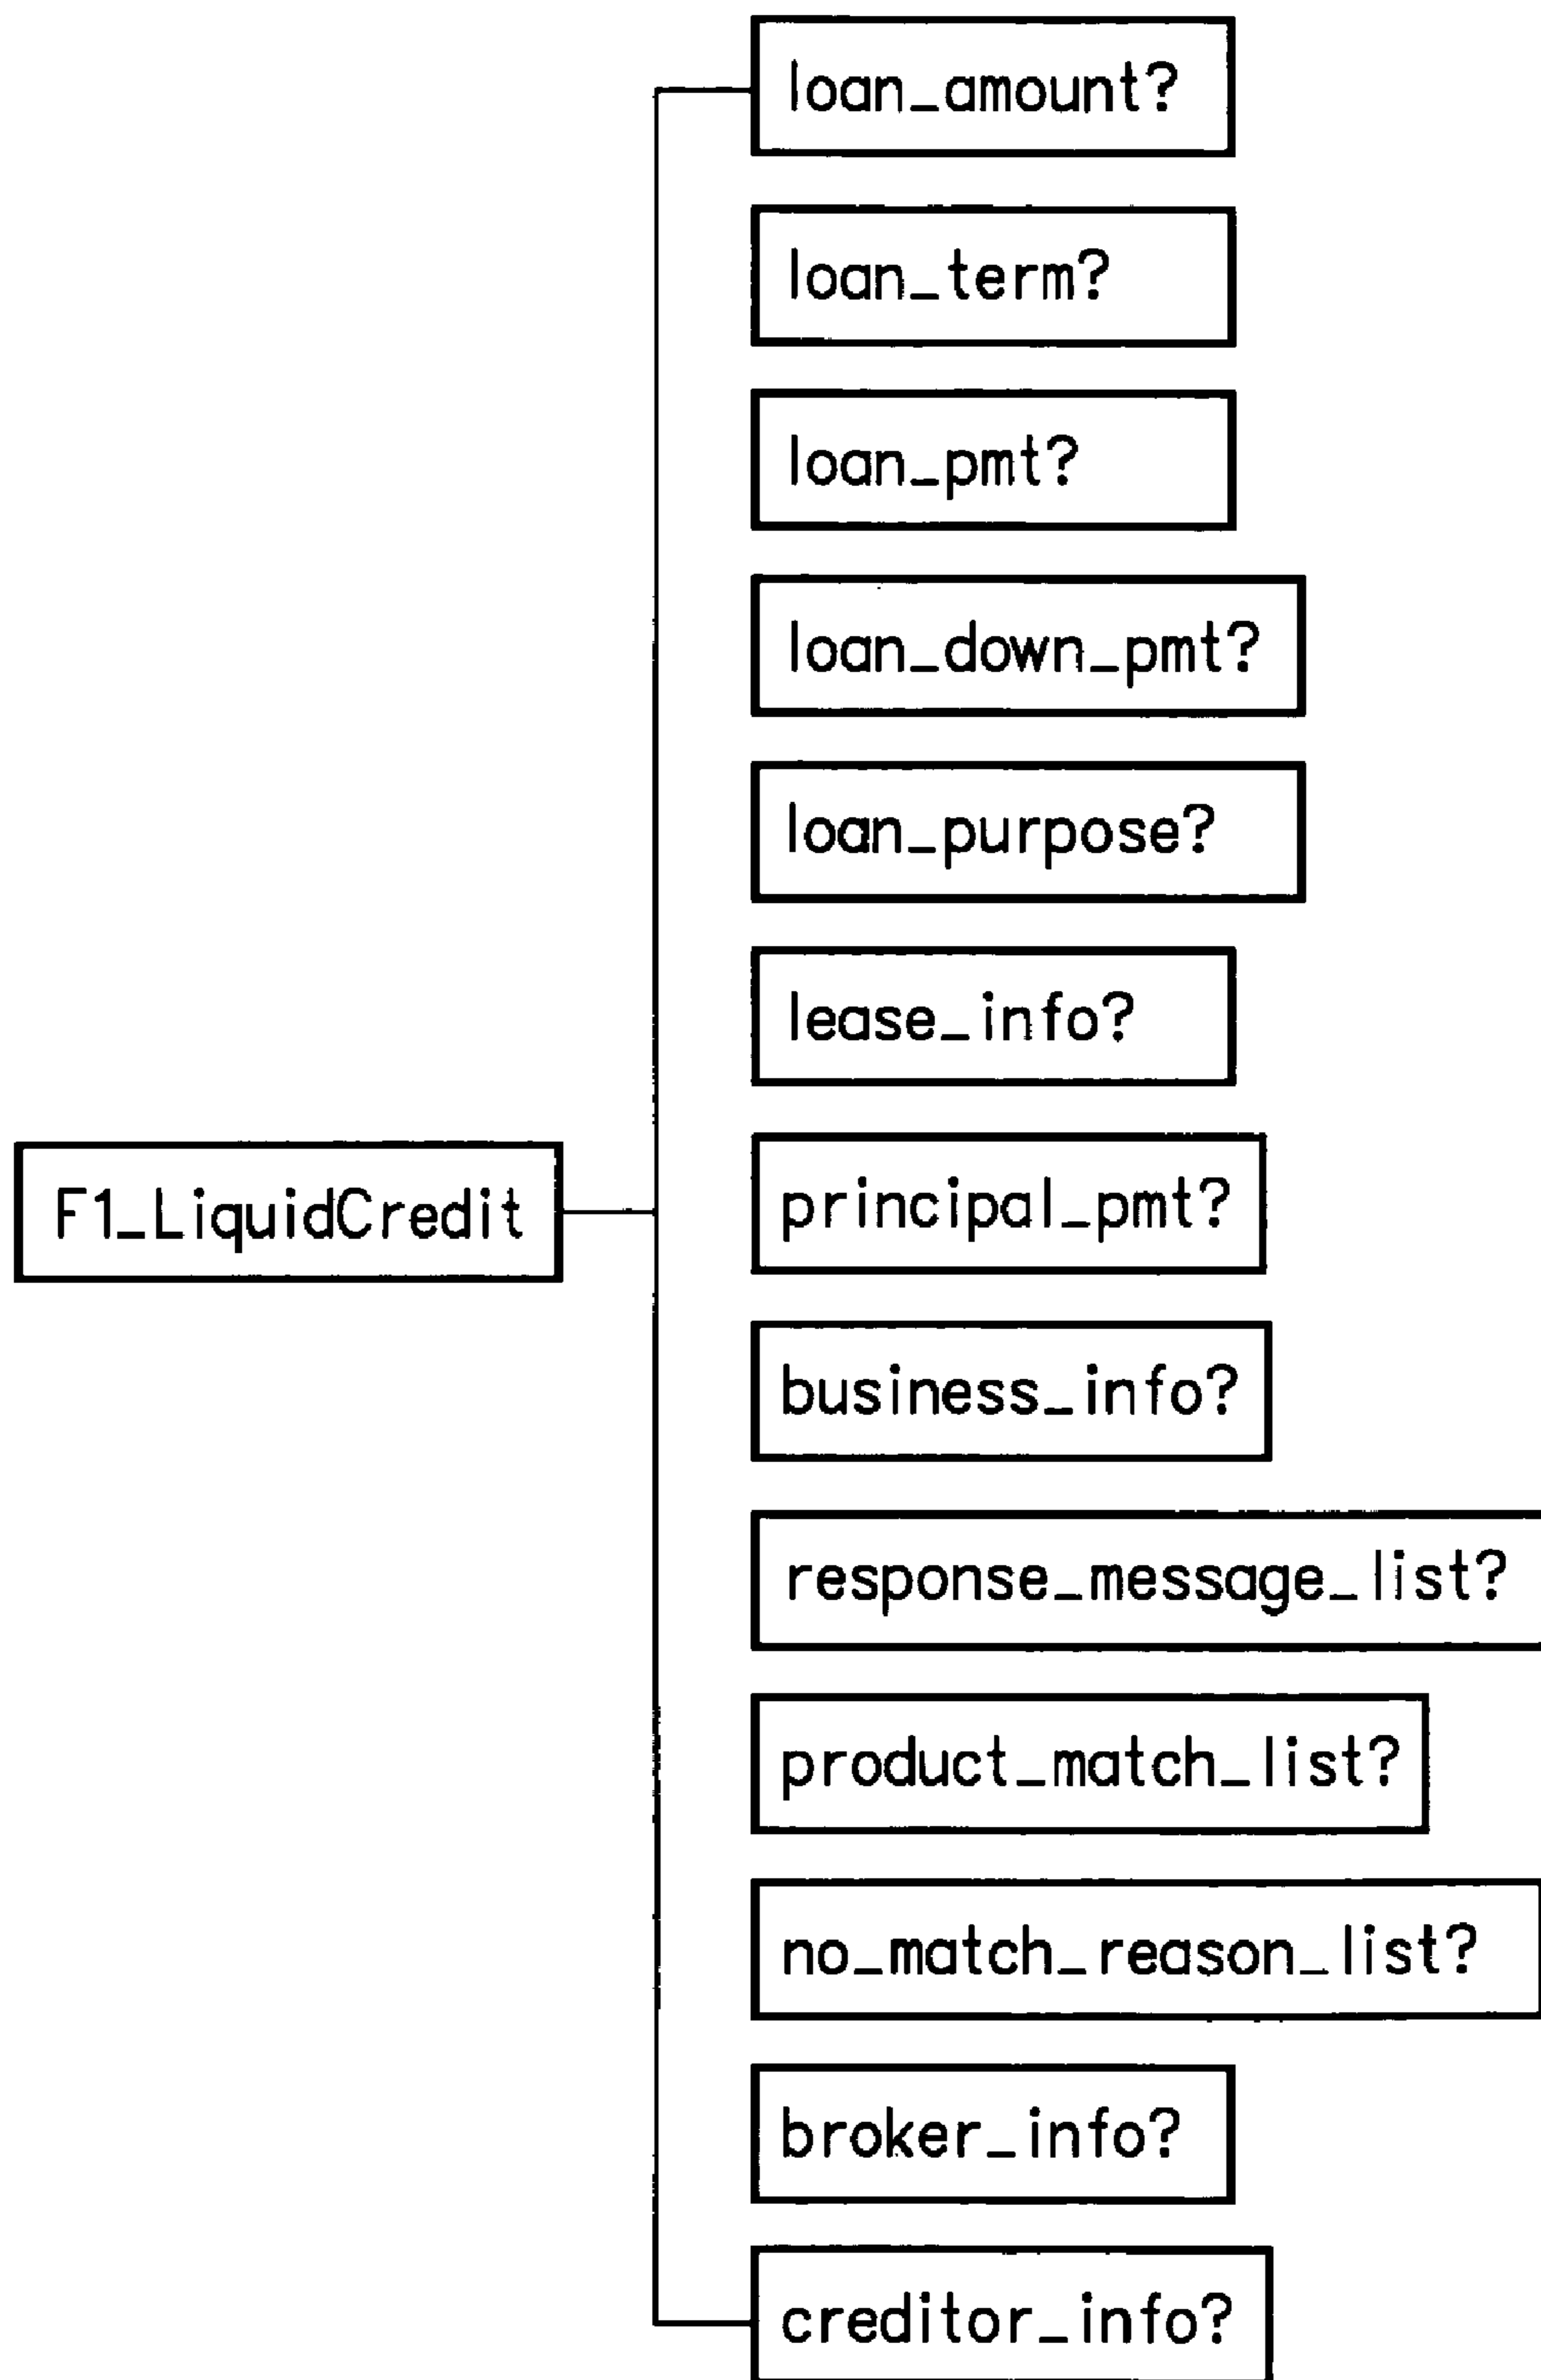 loan_amount?
loan_term?
loan_pmt?
loan_down_pmt?
loan_purpose?
lease_info?
F1_LiquidCredit
principal_pmt?
business_info?
response_message_list?
product_match_list?
no_match_reason_list?
broker_info?
creditor_info?